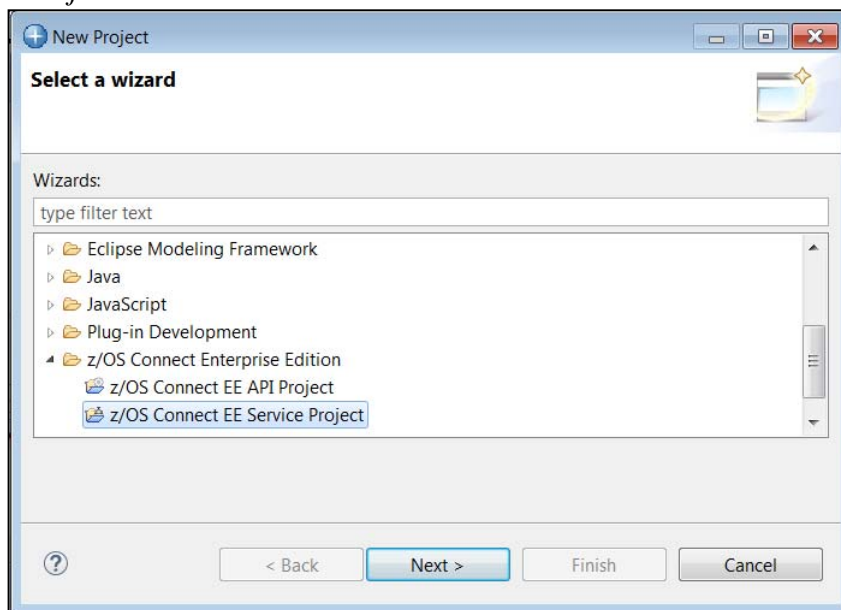 New Project
Select a wizard
Wizards:
type filter text
Eclipse Modeling Framework
Java
JavaScript
Plug-in Development
z/OS Connect Enterprise Edition
z/OS Connect EE API Project
z/OS Connect EE Service Project
? < Back Next > Finish Cancel